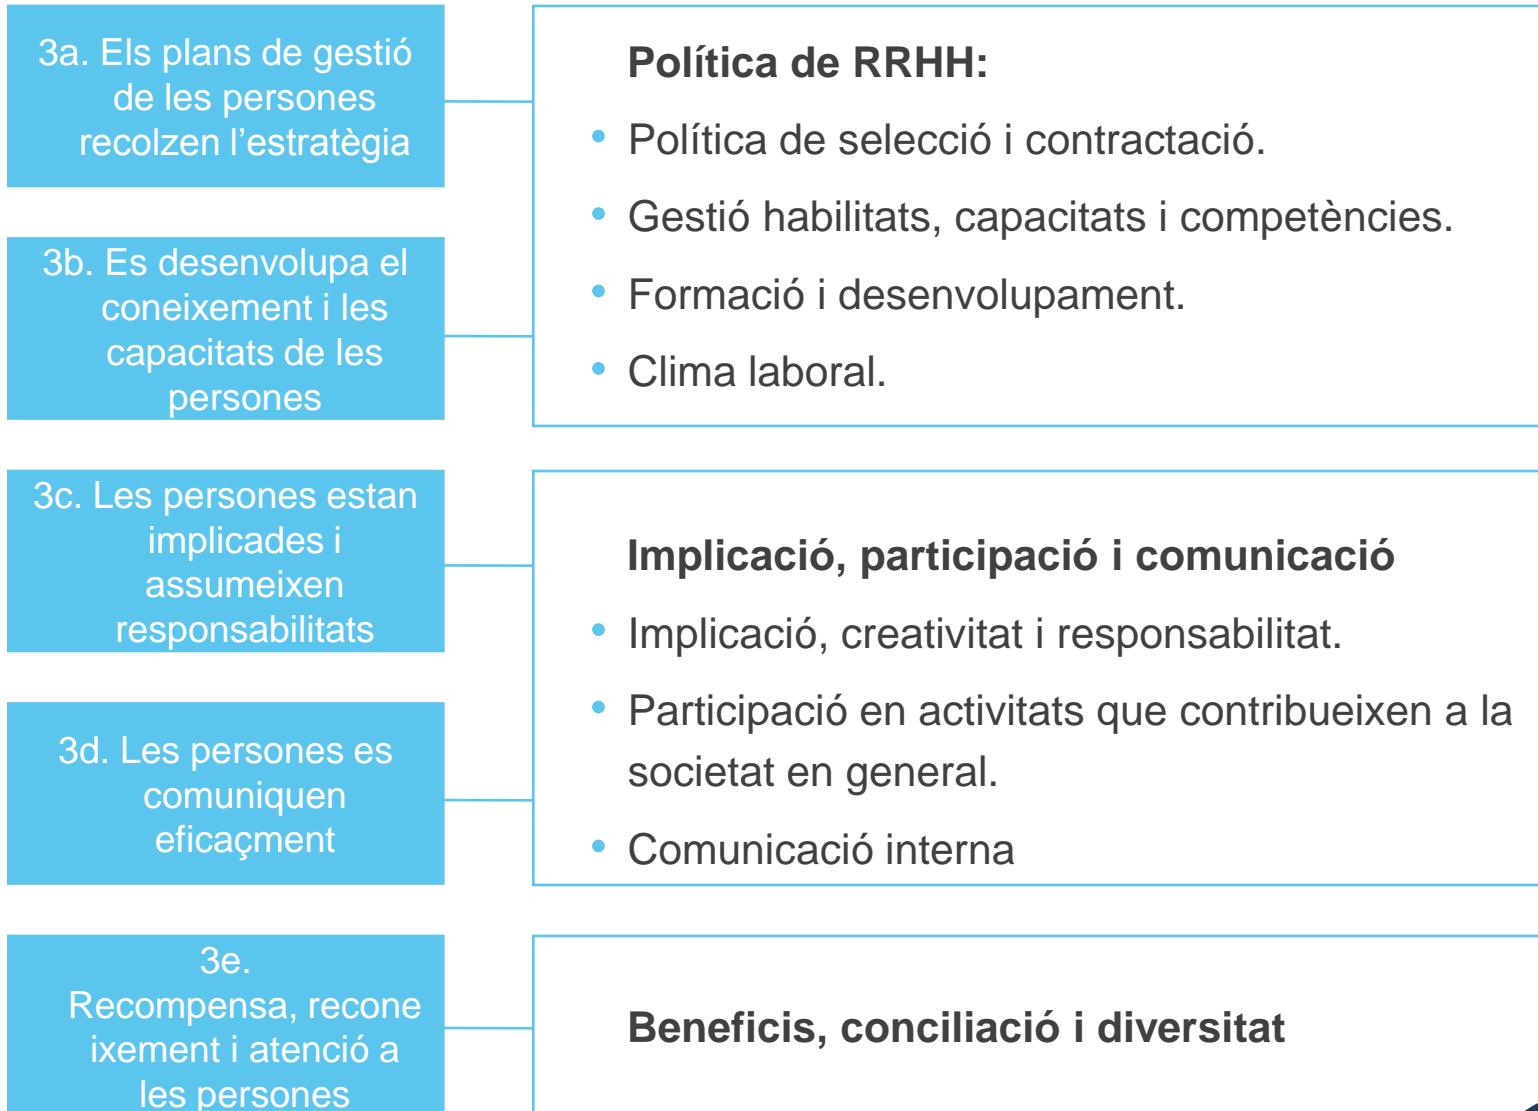 3a. Els plans de gestió
de les persones
recolzen l’estratègia
Política de RRHH:
Política de selecció i contractació.
Gestió habilitats, capacitats i competències.
Formació i desenvolupament.
Clima laboral.
3b. Es desenvolupa el
coneixement i les
capacitats de les
persones
3c. Les persones estan
implicades i
assumeixen
responsabilitats
Implicació, participació i comunicació
Implicació, creativitat i responsabilitat.
Participació en activitats que contribueixen a la
societat en general.
Comunicació interna
3d. Les persones es
comuniquen
eficaçment
3e.
Recompensa, recone
ixement i atenció a
les persones
Beneficis, conciliació i diversitat